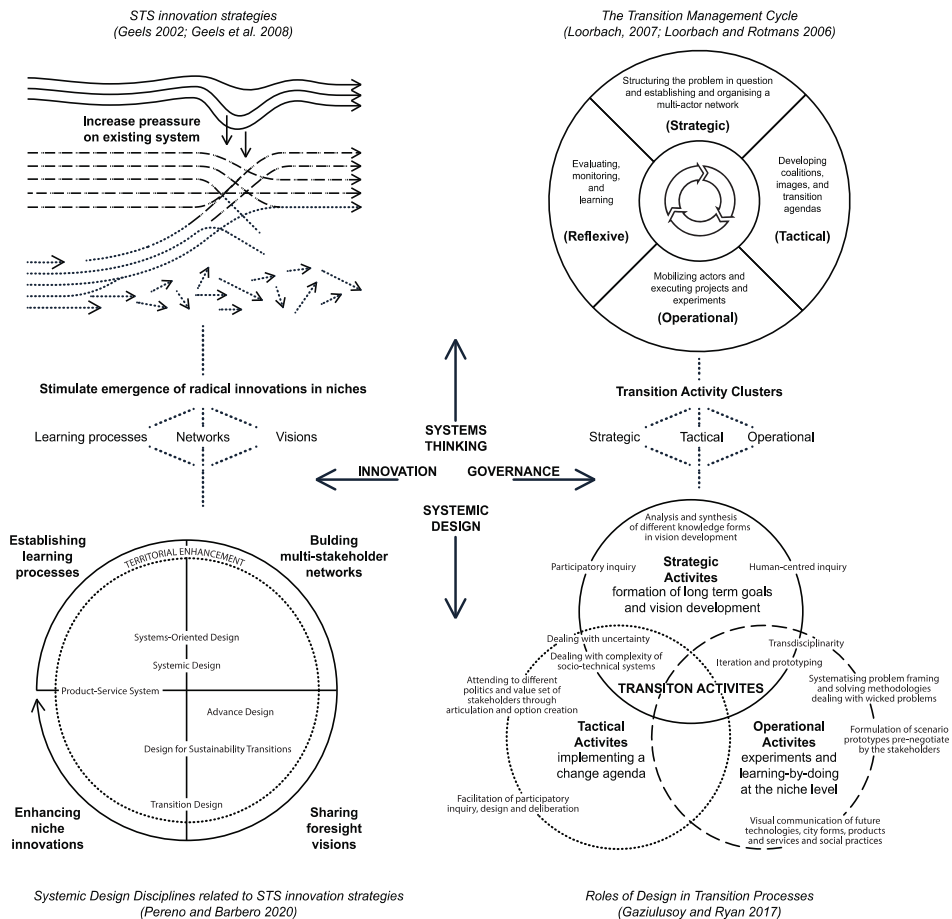 STS innovation strategies
(Geels 2002; Geels et al. 2008)
Increase preassure
on existing system
Stimulate emergence of radical innovations in niches
Learning processes
Networks
Visions
The Transition Management Cycle
(Loorbach, 2007; Loorbach and Rotmans 2006)
Structuring the problem in question
and establishing and organising a
multi-actor network
(Strategic)
Evaluating,
monitoring,
and
learning
(Reflexive)
Developing
coalitions,
images, and
transition
agendas
(Tactical)
Mobilizing actors and
executing projects and
experiments
(Operational)
Transition Activity Clusters
Strategic
Tactical
Operational
SYSTEMS
THINKING
INNOVATION
GOVERNANCE
SYSTEMIC
DESIGN
Establishing
learning
processes
Bulding
multi-stakeholder
networks
TERRITORIAL ENHANCEMENT
Systems-Oriented Design
Systemic Design
Product-Service System
Advance Design
Design for Sustainability Transitions
Transition Design
Enhancing
niche
innovations
Sharing
foresight
visions
Systemic Design Disciplines related to STS innovation strategies
(Pereno and Barbero 2020)
Analysis and synthesis
of different knowledge forms
in vision development
Participatory inquiry
Human-centred inquiry
Strategic
Activites
formation of long term goals
and vision development
Dealing with uncertainty
Dealing with complexity of
socio-technical systems
Transdisciplinarity
Iteration and prototyping
Attending to different
politics and value set of
stakeholders through
articulation and option creation
TRANSITON ACTIVITES
Systematising problem framing
and solving methodologies
dealing with wicked problems
Tactical
Activites
implementing a
change agenda
Operational
Activites
experiments and
learning-by-doing
at the niche level
Formulation of scenario
prototypes pre-negotiate
by the stakeholders
Facilitation of participatory
inquiry, design and deliberation
Visual communication of future
technologies, city forms, products
and services and social practices
Roles of Design in Transition Processes
(Gaziulusoy and Ryan 2017)